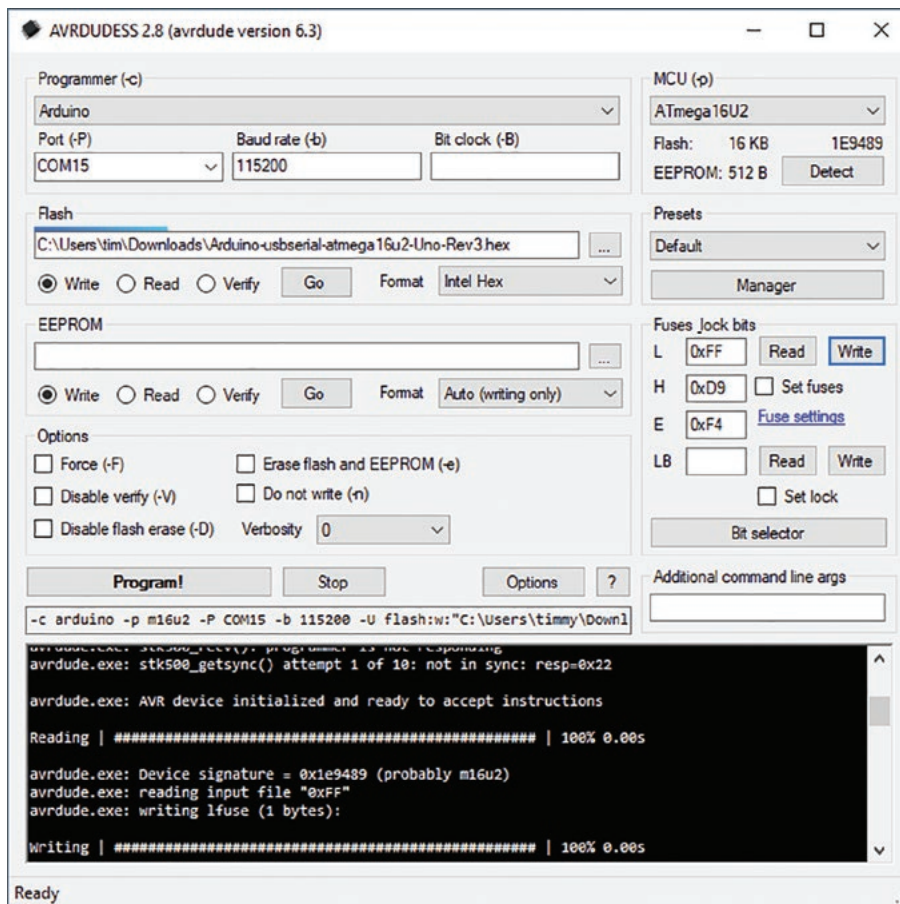 AVRDUDESS 2.8 (avrdude version 6.3)
Programmer (-c)
Arduino
Port (-P) Baud rate (-b) Bit clock (-B)
COM15 115200
MCU (-p)
ATmega16U2
Flash: 16 KB 1E9489
EEPROM: 512 B Detect
Flash
C:\Users\tim\Downloads\Arduino-usbserial-atmega16u2-Uno-Rev3.hex ...
Write Read Verify Go Format Intel Hex
Presets
Default
Manager
EEPROM
...
Write Read Verify Go Format Auto (writing only)
Fuses lock bits
L 0xFF Read Write
H 0xD9 Set fuses
E 0xF4 Fuse settings
LB Read Write
Set lock
Bit selector
Options
Force (-F) Erase flash and EEPROM (-e)
Disable verify (-V) Do not write (-n)
Disable flash erase (-D) Verbosity 0
Program! Stop Options ?
Additional command line args
-c arduino -p m16u2 -P COM15 -b 115200 -U flash:w:"C:\Users\timmy\Downl
avrdude.exe: stk500_recv(): programmer is not responding
avrdude.exe: stk500_getsync() attempt 1 of 10: not in sync: resp=0x22
avrdude.exe: AVR device initialized and ready to accept instructions
Reading | ################################################## | 100% 0.00s
avrdude.exe: Device signature = 0x1e9489 (probably m16u2)
avrdude.exe: reading input file "0xFF"
avrdude.exe: writing lfuse (1 bytes):
Writing | ################################################## | 100% 0.00s
Ready